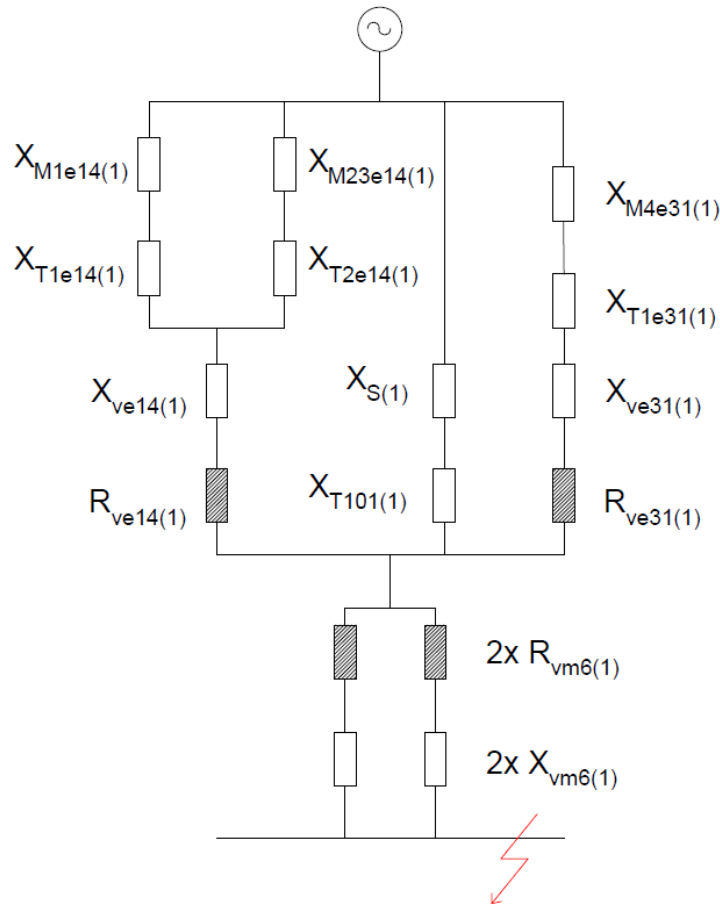 X_M1e14(1)
X_M23e14(1)
X_M4e31(1)
X_T1e14(1)
X_T2e14(1)
X_T1e31(1)
X_ve14(1)
X_S(1)
X_ve31(1)
R_ve14(1)
X_T101(1)
R_ve31(1)
2x R_vm6(1)
2x X_vm6(1)